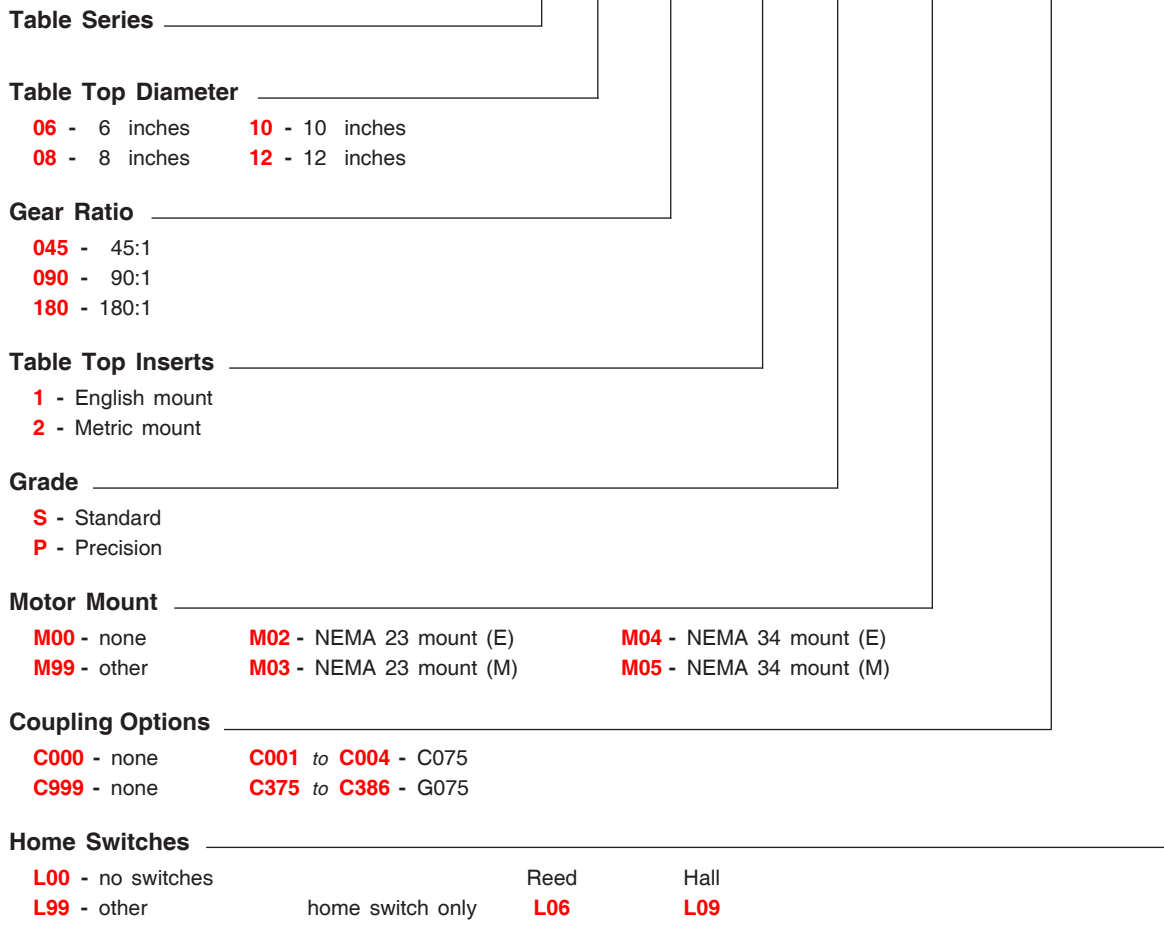 Table Series
Table Top Diameter
06 - 6 inches 10 - 10 inches
08 - 8 inches 12 - 12 inches
Gear Ratio
045 - 45:1
090 - 90:1
180 - 180:1
Table Top Inserts
1 - English mount
2 - Metric mount
Grade
S - Standard
P - Precision
Motor Mount
M00 - none M02 - NEMA 23 mount (E) M04 - NEMA 34 mount (E)
M99 - other M03 - NEMA 23 mount (M) M05 - NEMA 34 mount (M)
Coupling Options
C000 - none C001 to C004 - C075
C999 - none C375 to C386 - G075
Home Switches
L00 - no switches Reed Hall
L99 - other home switch only L06 L09